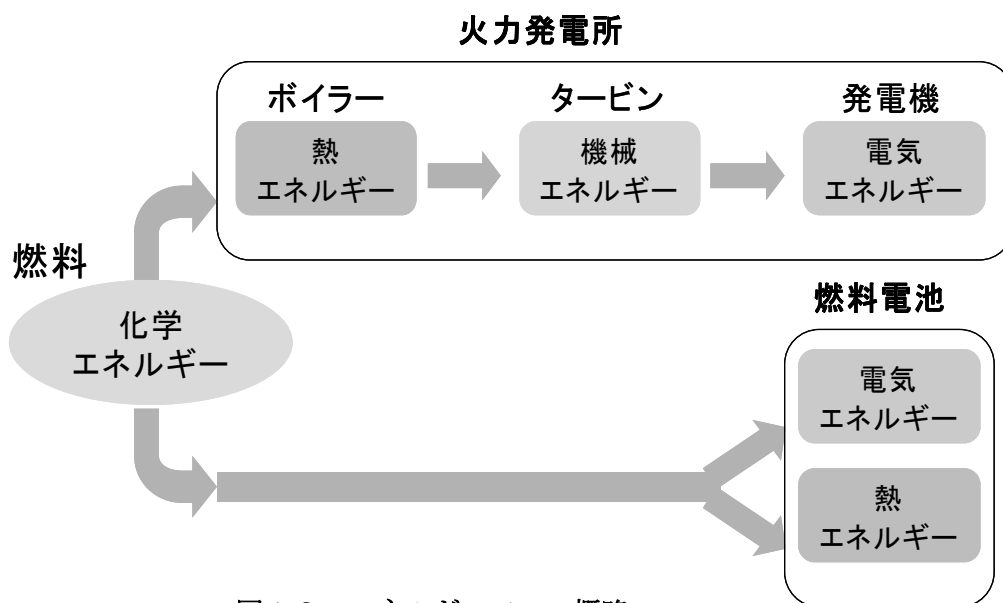 火力発電所
ボイラー
熱
エネルギー
タービン
機械
エネルギー
発電機
電気
エネルギー
燃料
化学
エネルギー
燃料電池
電気
エネルギー
熱
エネルギー